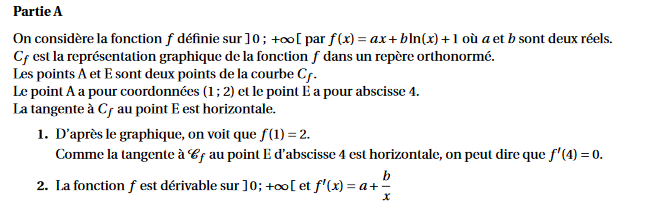 Partie A
On considère la fonction f définie sur ]0 ; +∞[ par f(x) = ax + b ln(x) + 1 où a et b sont deux réels.
C_f est la représentation graphique de la fonction f dans un repère orthonormé.
Les points A et E sont deux points de la courbe C_f.
Le point A a pour coordonnées (1 ; 2) et le point E a pour abscisse 4.
La tangente à C_f au point E est horizontale.
1. D'après le graphique, on voit que f(1) = 2.
Comme la tangente à 𝒞_f au point E d'abscisse 4 est horizontale, on peut dire que f′(4) = 0.
2. La fonction f est dérivable sur ]0 ; +∞[ et f′(x) = a + b/x